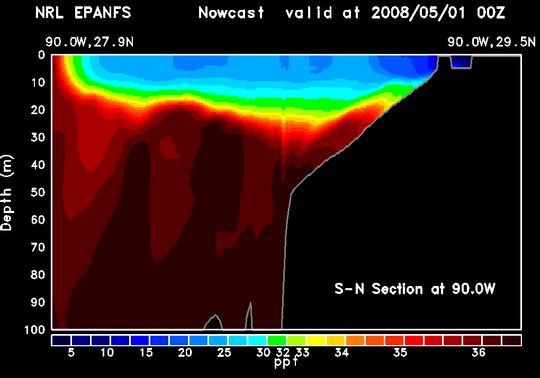 NRL EPANFS Nowcast valid at 2008/05/01 00Z
90.0W,27.9N 90.0W,29.5N
0
10
20
30
40
50
60
70
80
90
100
Depth (m)
S-N Section at 90.0W
5 10 15 20 25 30 32 33 34 35 36
ppt